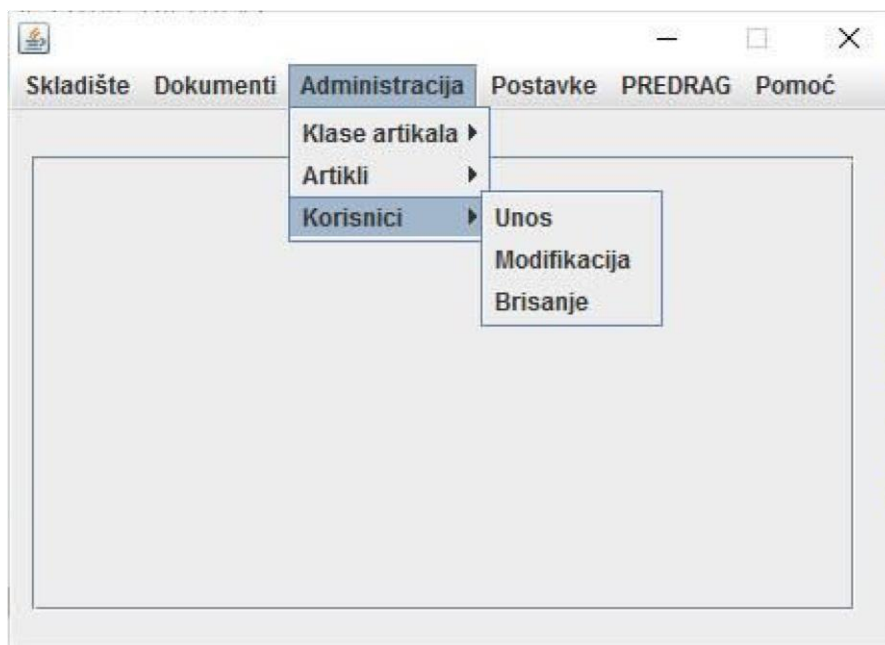 Skladište Dokumenti Administracija Postavke PREDRAG Pomoć
Klase artikala
Artikli
Korisnici
Unos
Modifikacija
Brisanje